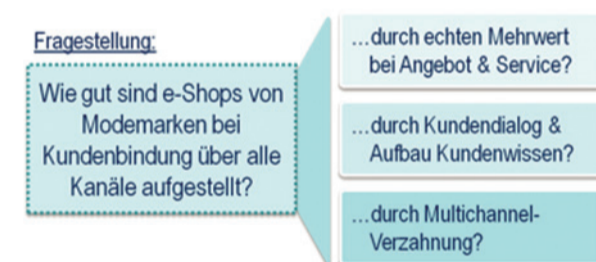 Fragestellung:
Wie gut sind e-Shops von
Modemarken bei
Kundenbindung über alle
Kanäle aufgestellt?
...durch echten Mehrwert
bei Angebot & Service?
...durch Kundendialog &
Aufbau Kundenwissen?
...durch Multichannel-
Verzahnung?